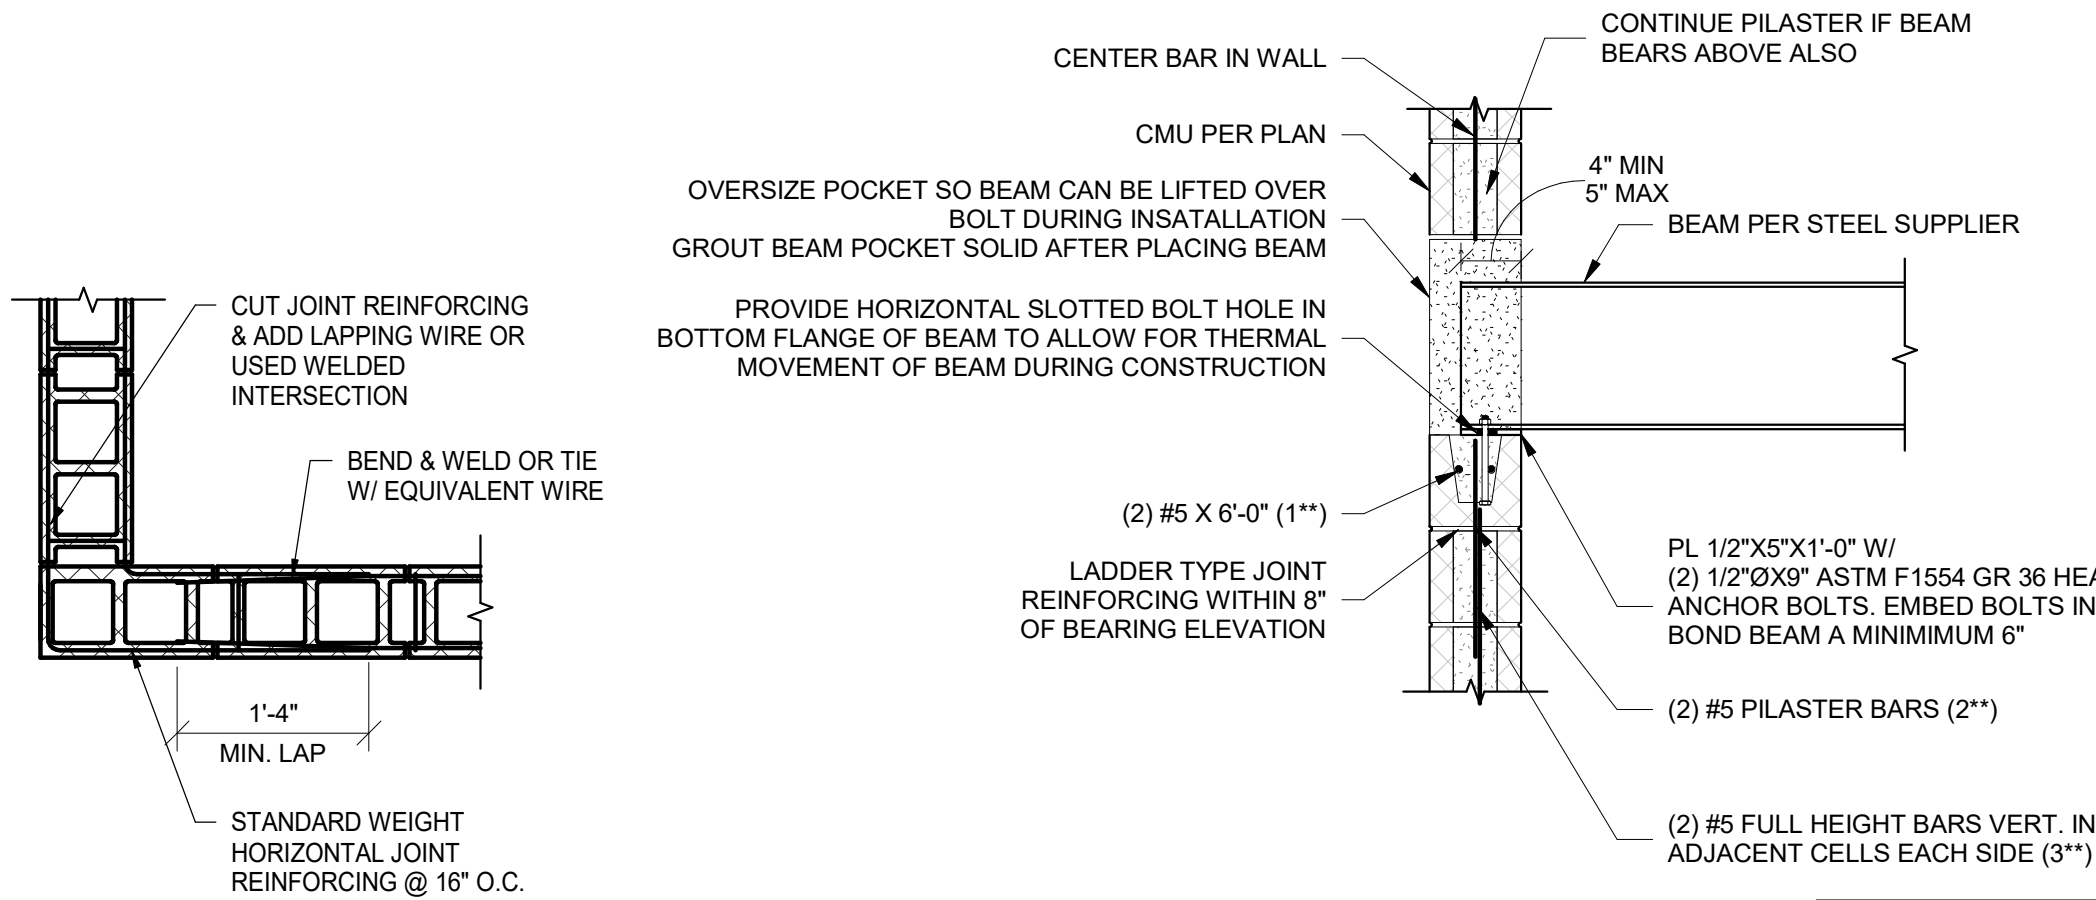 CUT JOINT REINFORCING
& ADD LAPPING WIRE OR
USED WELDED
INTERSECTION
BEND & WELD OR TIE
W/ EQUIVALENT WIRE
1'-4"
MIN. LAP
STANDARD WEIGHT
HORIZONTAL JOINT
REINFORCING @ 16" O.C.
CENTER BAR IN WALL
CMU PER PLAN
OVERSIZE POCKET SO BEAM CAN BE LIFTED OVER
BOLT DURING INSATALLATION
GROUT BEAM POCKET SOLID AFTER PLACING BEAM
PROVIDE HORIZONTAL SLOTTED BOLT HOLE IN
BOTTOM FLANGE OF BEAM TO ALLOW FOR THERMAL
MOVEMENT OF BEAM DURING CONSTRUCTION
(2) #5 X 6'-0" (1**)
LADDER TYPE JOINT
REINFORCING WITHIN 8"
OF BEARING ELEVATION
CONTINUE PILASTER IF BEAM
BEARS ABOVE ALSO
4" MIN
5" MAX
BEAM PER STEEL SUPPLIER
PL 1/2"X5"X1'-0" W/
(2) 1/2"ØX9" ASTM F1554 GR 36
ANCHOR BOLTS. EMBED BOLTS IN
BOND BEAM A MINIMIMUM 6"
(2) #5 PILASTER BARS (2**)
(2) #5 FULL HEIGHT BARS VERT. IN
ADJACENT CELLS EACH SIDE (3**)